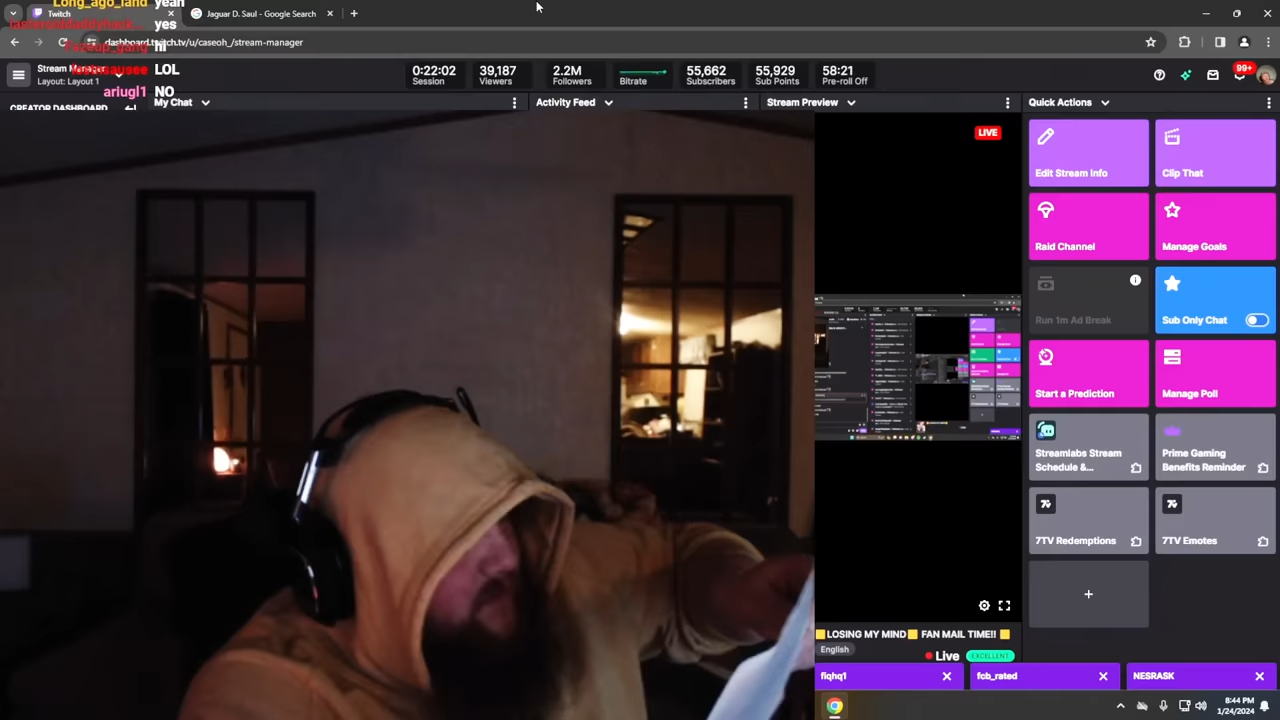 Long_ago_land yeah
Twitch
Jaguar D. Saul - Google Search
yes
Faceup_gang hi
dashboard.twitch.tv/u/caseoh_/stream-manager
LOL
ariugl1 NO
Stream Manager
Layout: Layout 1
0:22:02
Session
39,187
Viewers
2.2M
Followers
Bitrate
55,662
Subscribers
55,929
Sub Points
58:21
Pre-roll Off
99+
CREATOR DASHBOARD
My Chat
Activity Feed
Stream Preview
Quick Actions
LIVE
Edit Stream Info
Clip That
Raid Channel
Manage Goals
Run 1m Ad Break
Sub Only Chat
Start a Prediction
Manage Poll
Streamlabs Stream
Schedule &...
Prime Gaming
Benefits Reminder
7TV Redemptions
7TV Emotes
LOSING MY MIND FAN MAIL TIME!!
English
Live
EXCELLENT
fiqhq1
fcb_rated
NESRASK
8:44 PM
1/24/2024